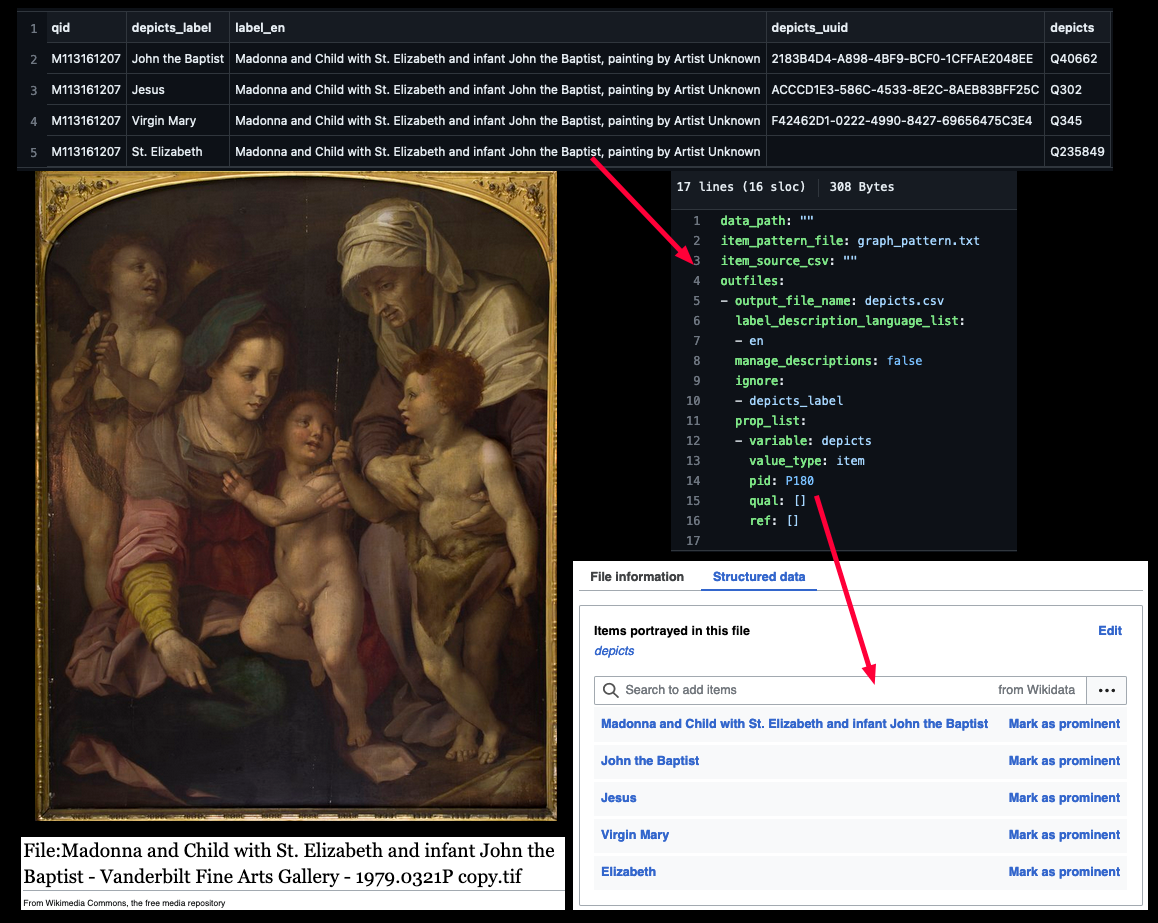 1 qid depicts_label label_en depicts_uuid depicts
2 M113161207 John the Baptist Madonna and Child with St. Elizabeth and infant John the Baptist, painting by Artist Unknown 2183B4D4-A898-4BF9-BCF0-1CFFAE2048EE Q40662
3 M113161207 Jesus Madonna and Child with St. Elizabeth and infant John the Baptist, painting by Artist Unknown ACCCD1E3-586C-4533-8E2C-8AEB83BFF25C Q302
4 M113161207 Virgin Mary Madonna and Child with St. Elizabeth and infant John the Baptist, painting by Artist Unknown F42462D1-0222-4990-8427-69656475C3E4 Q345
5 M113161207 St. Elizabeth Madonna and Child with St. Elizabeth and infant John the Baptist, painting by Artist Unknown Q235849
17 lines (16 sloc) 308 Bytes
1 data_path: ""
2 item_pattern_file: graph_pattern.txt
3 item_source_csv: ""
4 outfiles:
5 - output_file_name: depicts.csv
6 label_description_language_list:
7 - en
8 manage_descriptions: false
9 ignore:
10 - depicts_label
11 prop_list:
12 - variable: depicts
13 value_type: item
14 pid: P180
15 qual: []
16 ref: []
17
File information Structured data
Items portrayed in this file Edit
depicts
Search to add items from Wikidata ...
Madonna and Child with St. Elizabeth and infant John the Baptist Mark as prominent
John the Baptist Mark as prominent
Jesus Mark as prominent
Virgin Mary Mark as prominent
Elizabeth Mark as prominent
File:Madonna and Child with St. Elizabeth and infant John the
Baptist - Vanderbilt Fine Arts Gallery - 1979.0321P copy.tif
From Wikimedia Commons, the free media repository